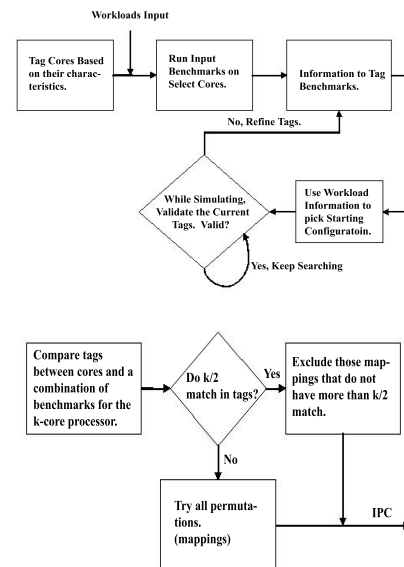 Workloads Input
Tag Cores Based
on their charac-
teristics.
Run Input
Benchmarks on
Select Cores.
Information to Tag
Benchmarks.
No, Refine Tags.
While Simulating,
Validate the Current
Tags. Valid?
Use Workload
Information to
pick Starting
Configuratoin.
Yes, Keep Searching
Compare tags
between cores and a
combination of
benchmarks for the
k-core processor.
Do k/2
match in tags?
Yes
Exclude those map-
pings that do not
have more than k/2
match.
No
Try all permuta-
tions.
(mappings)
IPC